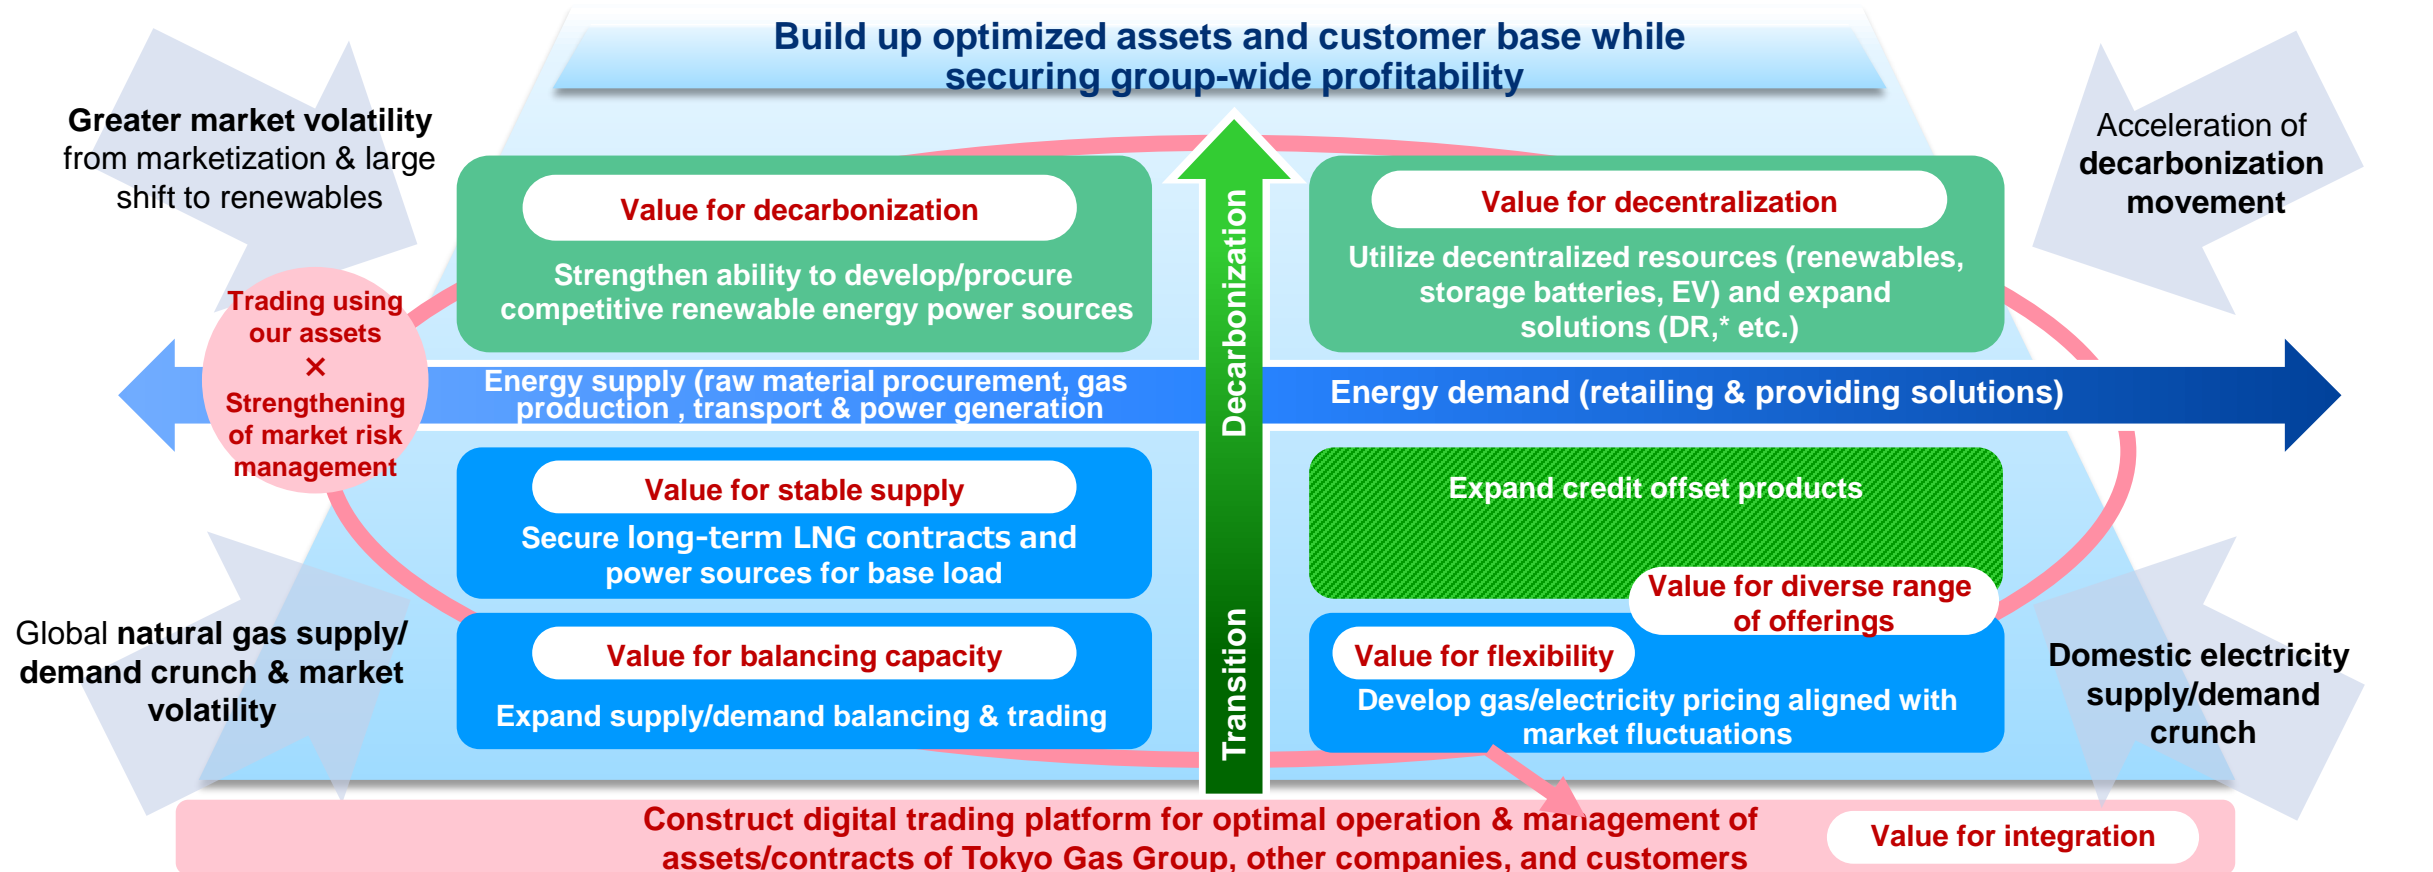 Build up optimized assets and customer base while
securing group-wide profitability
Greater market volatility
from marketization & large
shift to renewables
Acceleration of
decarbonization
movement
Value for decarbonization
Strengthen ability to develop/procure
competitive renewable energy power sources
Value for decentralization
Utilize decentralized resources (renewables,
storage batteries, EV) and expand
solutions (DR,* etc.)
Decarbonization
Trading using
our assets
×
Strengthening
of market risk
management
Energy supply (raw material procurement, gas
production , transport & power generation
Energy demand (retailing & providing solutions)
Value for stable supply
Secure long-term LNG contracts and
power sources for base load
Expand credit offset products
Value for diverse range
of offerings
Transition
Global natural gas supply/
demand crunch & market
volatility
Value for balancing capacity
Expand supply/demand balancing & trading
Value for flexibility
Develop gas/electricity pricing aligned with
market fluctuations
Domestic electricity
supply/demand
crunch
Construct digital trading platform for optimal operation & management of
assets/contracts of Tokyo Gas Group, other companies, and customers
Value for integration